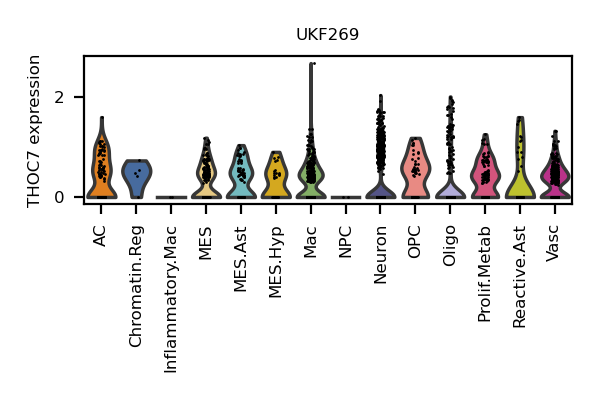 UKF269
THOC7 expression
2
0
AC
Chromatin.Reg
Inflammatory.Mac
MES
MES.Ast
MES.Hyp
Mac
NPC
Neuron
OPC
Oligo
Prolif.Metab
Reactive.Ast
Vasc